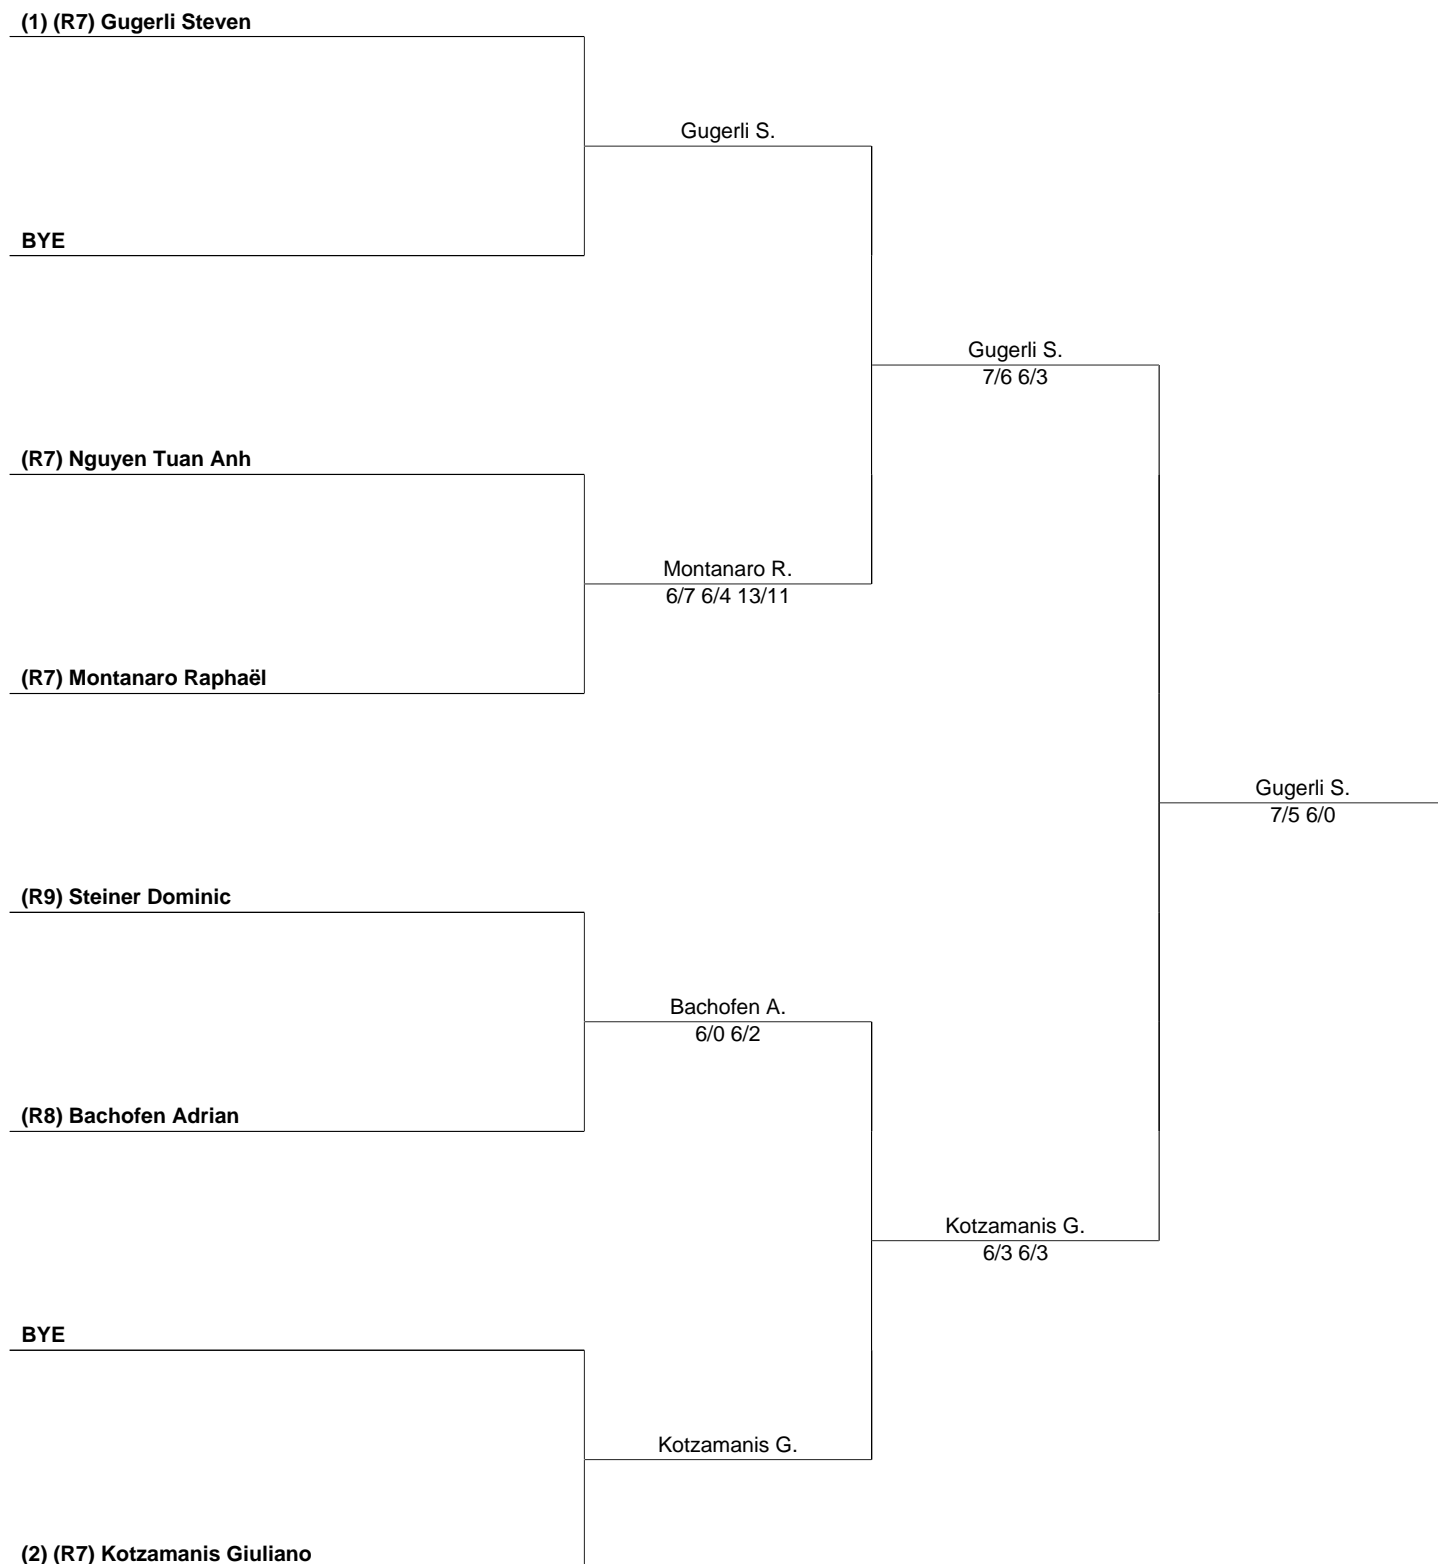 (1) (R7) Gugerli Steven
Gugerli S.
BYE
Gugerli S.
7/6 6/3
(R7) Nguyen Tuan Anh
Montanaro R.
6/7 6/4 13/11
(R7) Montanaro Raphaël
Gugerli S.
7/5 6/0
(R9) Steiner Dominic
Bachofen A.
6/0 6/2
(R8) Bachofen Adrian
Kotzamanis G.
6/3 6/3
BYE
Kotzamanis G.
(2) (R7) Kotzamanis Giuliano